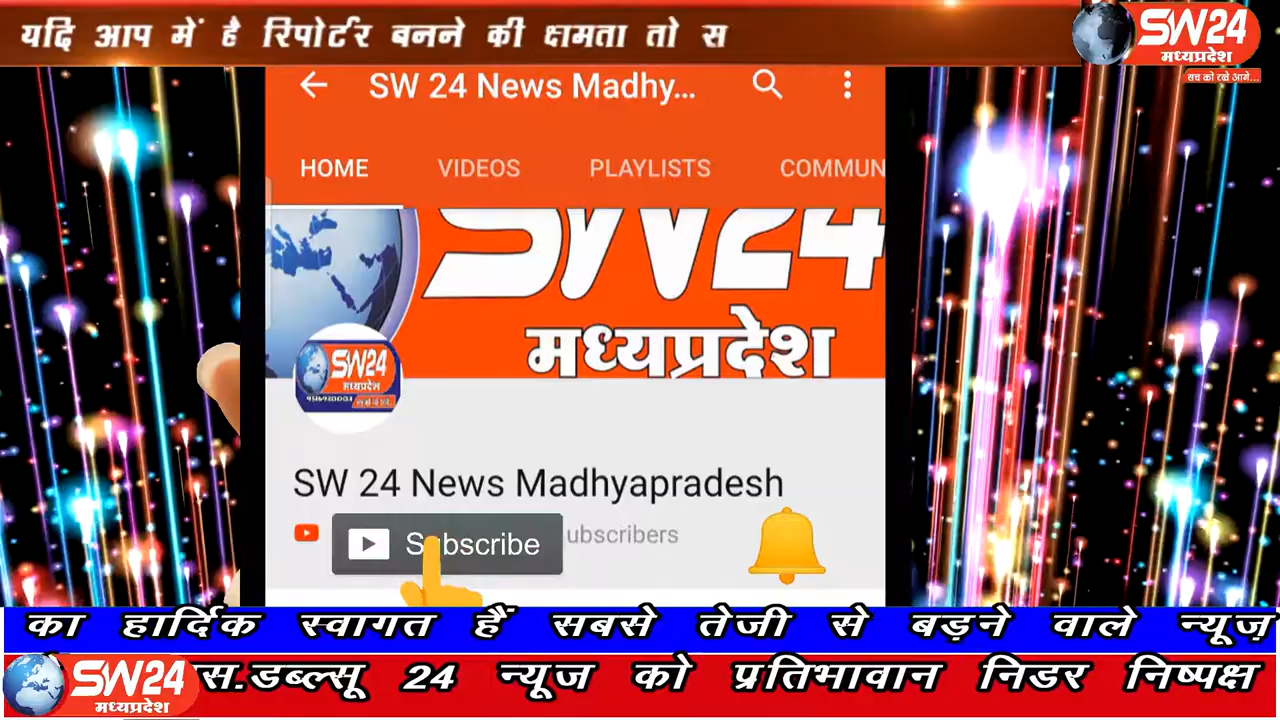 यदि आप में है रिपोर्टर बनने की क्षमता तो स
SW24
मध्यप्रदेश
सच को रखे आगे...
SW 24 News Madhy...
HOME VIDEOS PLAYLISTS COMMUN
SW24
मध्यप्रदेश
SW24
मध्यप्रदेश
SW 24 News Madhyapradesh
Subscribe ubscribers
का हार्दिक स्वागत हैं सबसे तेजी से बड़ने वाले न्यूज़
स.डब्ल्सू 24 न्यूज को प्रतिभावान निडर निष्पक्ष
SW24
मध्यप्रदेश